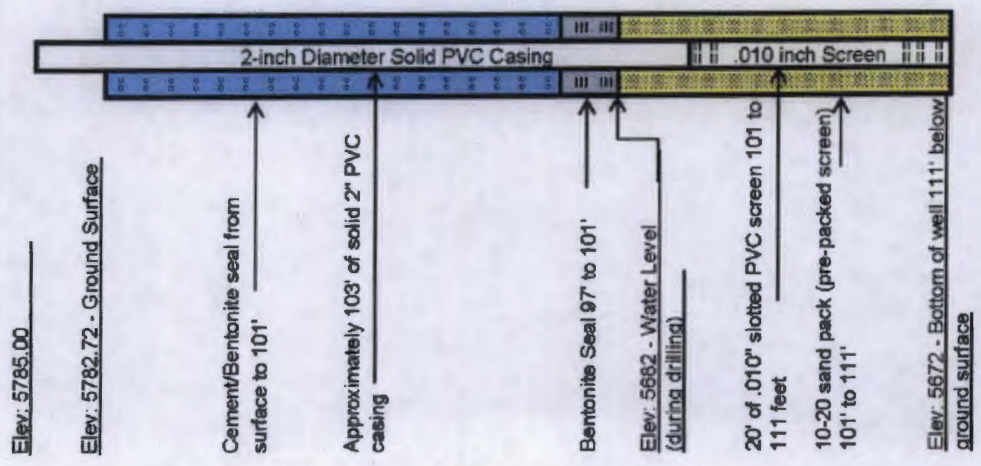 Elev: 5785.00
Elev: 5782.72 - Ground Surface
Cement/Bentonite seal from
surface to 101'
Approximately 103' of solid 2" PVC
casing
Bentonite Seal 97' to 101'
Elev: 5682 - Water Level
(during drilling)
20' of .010" slotted PVC screen 101 to
111 feet
10-20 sand pack (pre-packed screen)
101' to 111'
Elev: 5672 - Bottom of well 111' below
ground surface
2-inch Diameter Solid PVC Casing
.010 inch Screen